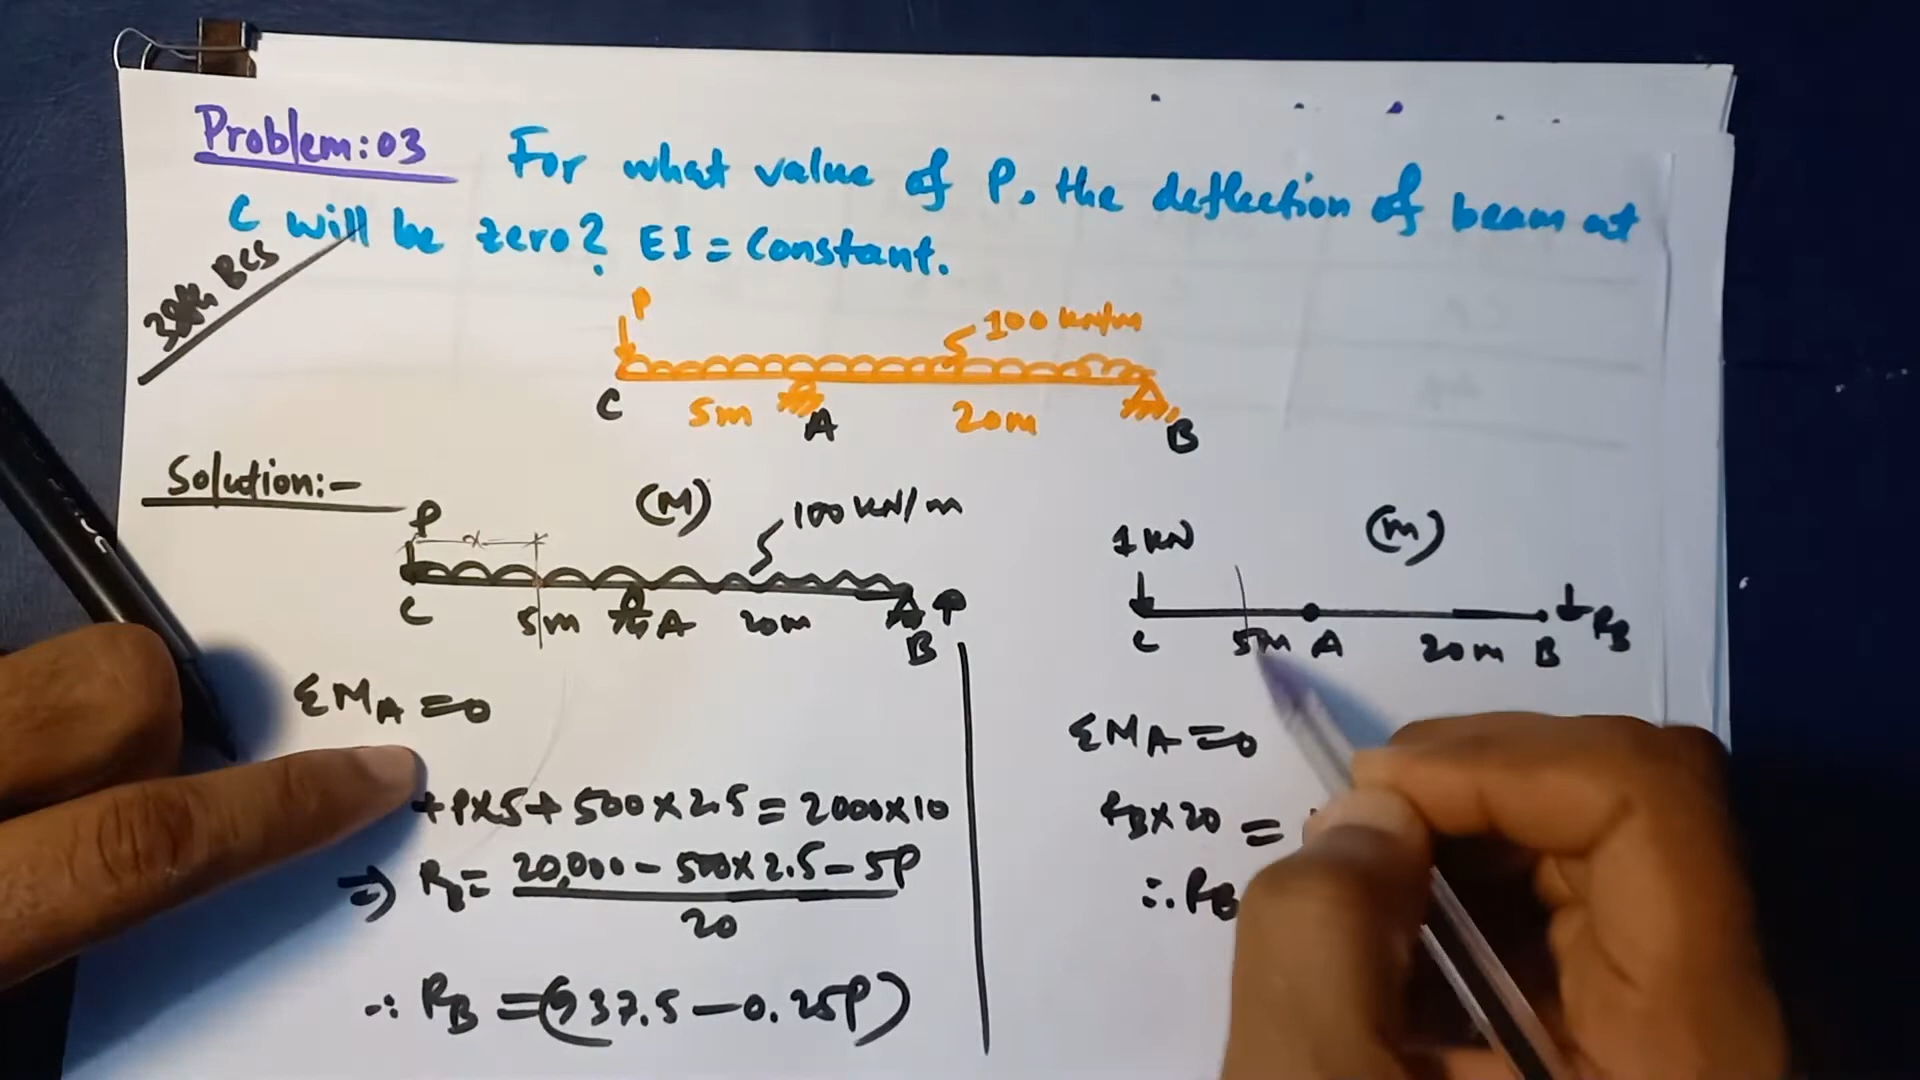 Problem:03 For what value of P, the deflection of beam at
C will be zero? EI = Constant.
38th BCS
P
100 kN/m
C 5m A 20m B
Solution:-
P x (M) 100 kN/m
C 5m A 20m B
ΣMA = 0
+P×5+500×2.5 = 2000×10
⇒ RB = 20,000 - 500×2.5 - 5P
20
∴ RB = (937.5 - 0.25P)
1 kN (m)
C 5m A 20m B RB
ΣMA = 0
RB×20 =
∴ RB